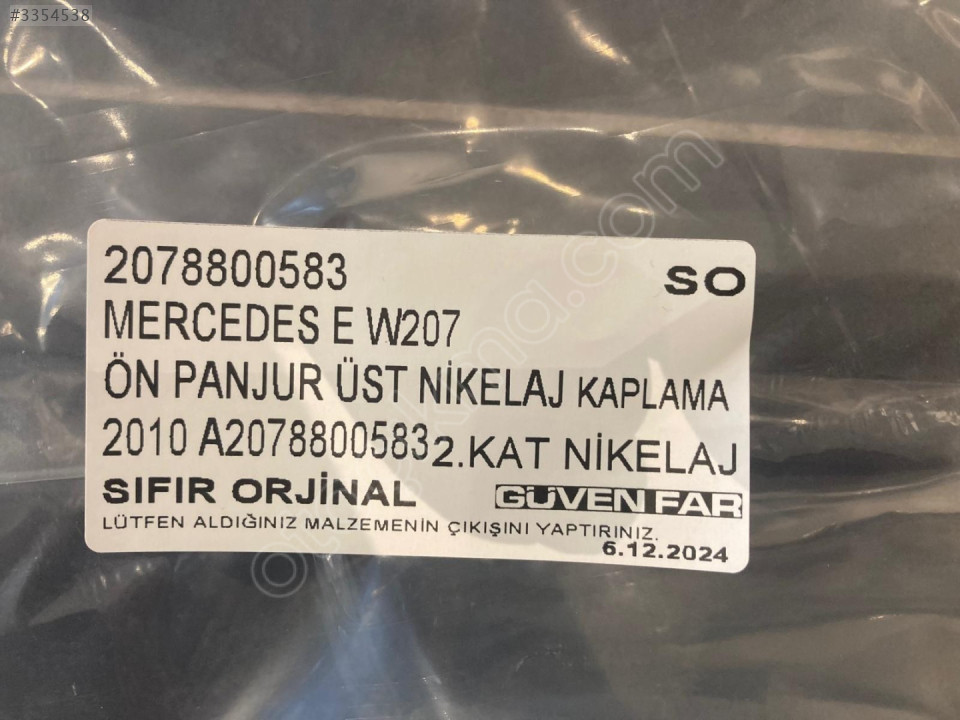 #3354538
2078800583 SO
MERCEDES E W207
ÖN PANJUR ÜST NİKELAJ KAPLAMA
2010 A2078800583 2.KAT NİKELAJ
SIFIR ORJİNAL GÜVEN FAR
LÜTFEN ALDIĞINIZ MALZEMENİN ÇIKIŞINI YAPTIRINIZ.
6.12.2024